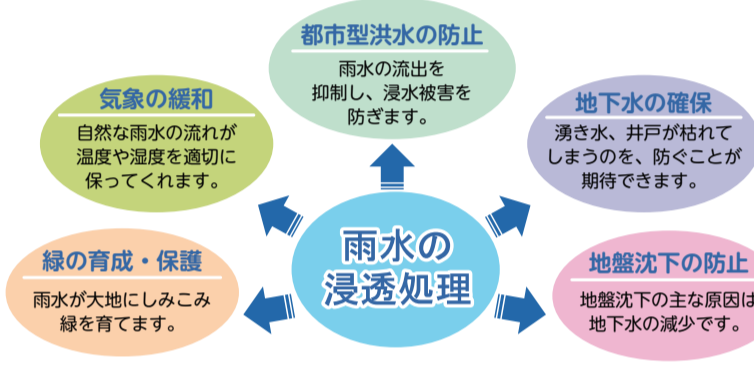 都市型洪水の防止
雨水の流出を
抑制し、浸水被害を
防ぎます。
気象の緩和
自然な雨水の流れが
温度や湿度を適切に
保ってくれます。
地下水の確保
湧き水、井戸が枯れて
しまうのを、防ぐことが
期待できます。
雨水の
浸透処理
緑の育成・保護
雨水が大地にしみこみ
緑を育てます。
地盤沈下の防止
地盤沈下の主な原因は
地下水の減少です。